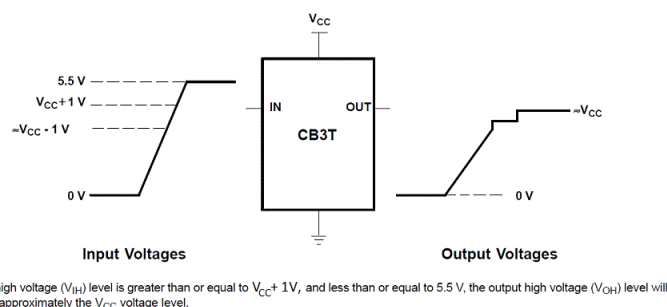 VCC
5.5 V
VCC+1 V
≈VCC - 1 V
0 V
IN
OUT
CB3T
≈VCC
0 V
Input Voltages
Output Voltages
high voltage (VIH) level is greater than or equal to VCC+ 1V, and less than or equal to 5.5 V, the output high voltage (VOH) level will
approximately the VCC voltage level.